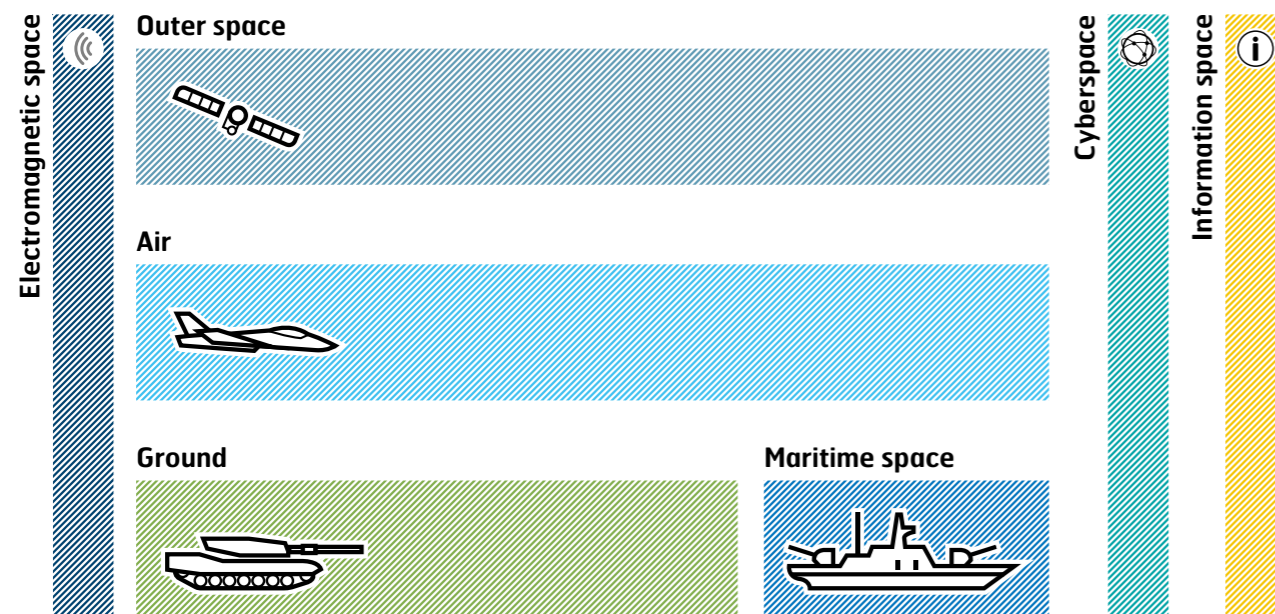 Electromagnetic space
Outer space
Air
Ground
Maritime space
Cyberspace
Information space
i